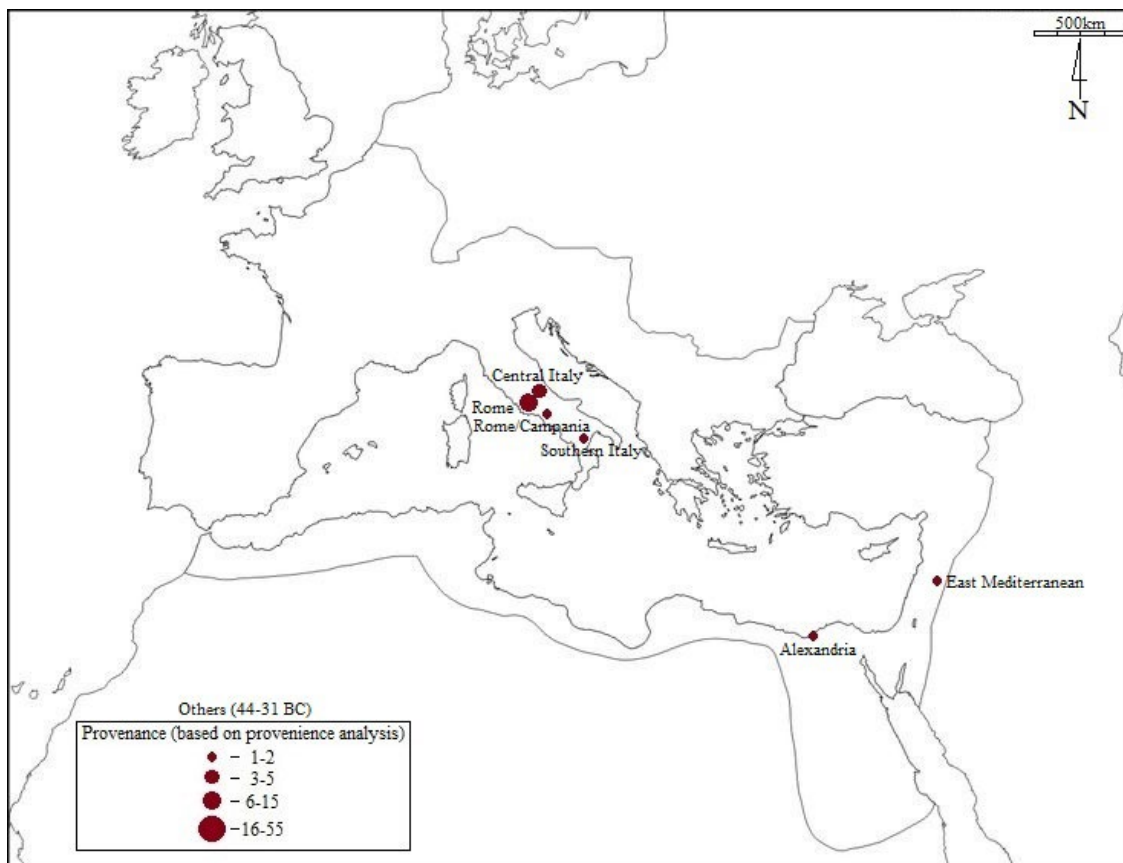 500km
N
Central Italy
Rome
Rome/Campania
Southern Italy
East Mediterranean
Alexandria
Others (44-31 BC)
Provenance (based on provenience analysis)
– 1-2
– 3-5
– 6-15
–16-55